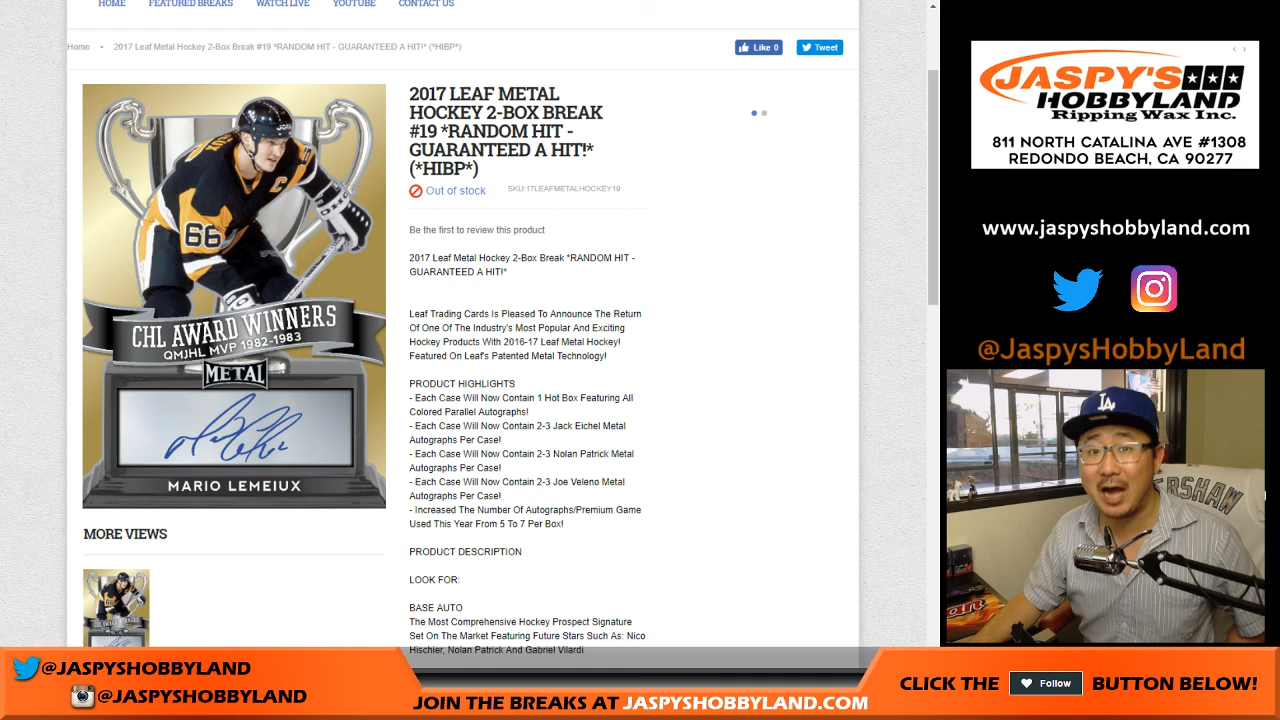 HOME FEATURED BREAKS WATCH LIVE YOUTUBE CONTACT US
Home • 2017 Leaf Metal Hockey 2-Box Break #19 *RANDOM HIT - GUARANTEED A HIT!* (*HIBP*)
Like 0 Tweet
2017 LEAF METAL
HOCKEY 2-BOX BREAK
#19 *RANDOM HIT -
GUARANTEED A HIT!*
(*HIBP*)
Out of stock SKU:17LEAFMETALHOCKEY19
Be the first to review this product
2017 Leaf Metal Hockey 2-Box Break *RANDOM HIT -
GUARANTEED A HIT!*
Leaf Trading Cards Is Pleased To Announce The Return
Of One Of The Industry's Most Popular And Exciting
Hockey Products With 2016-17 Leaf Metal Hockey!
Featured On Leaf's Patented Metal Technology!
PRODUCT HIGHLIGHTS
- Each Case Will Now Contain 1 Hot Box Featuring All
Colored Parallel Autographs!
- Each Case Will Now Contain 2-3 Jack Eichel Metal
Autographs Per Case!
- Each Case Will Now Contain 2-3 Nolan Patrick Metal
Autographs Per Case!
- Each Case Will Now Contain 2-3 Joe Veleno Metal
Autographs Per Case!
- Increased The Number Of Autographs/Premium Game
Used This Year From 5 To 7 Per Box!
PRODUCT DESCRIPTION
LOOK FOR:
BASE AUTO
The Most Comprehensive Hockey Prospect Signature
Set On The Market Featuring Future Stars Such As: Nico
Hischier, Nolan Patrick And Gabriel Vilardi
C
66
CHL AWARD WINNERS
QMJHL MVP 1982-1983
METAL
MARIO LEMEIUX
MORE VIEWS
JASPY'S
HOBBYLAND
Ripping Wax Inc.
811 NORTH CATALINA AVE #1308
REDONDO BEACH, CA 90277
www.jaspyshobbyland.com
@JaspysHobbyLand
LA
ERSHAW
@JASPYSHOBBYLAND
@JASPYSHOBBYLAND
JOIN THE BREAKS AT JASPYSHOBBYLAND.COM
CLICK THE Follow BUTTON BELOW!